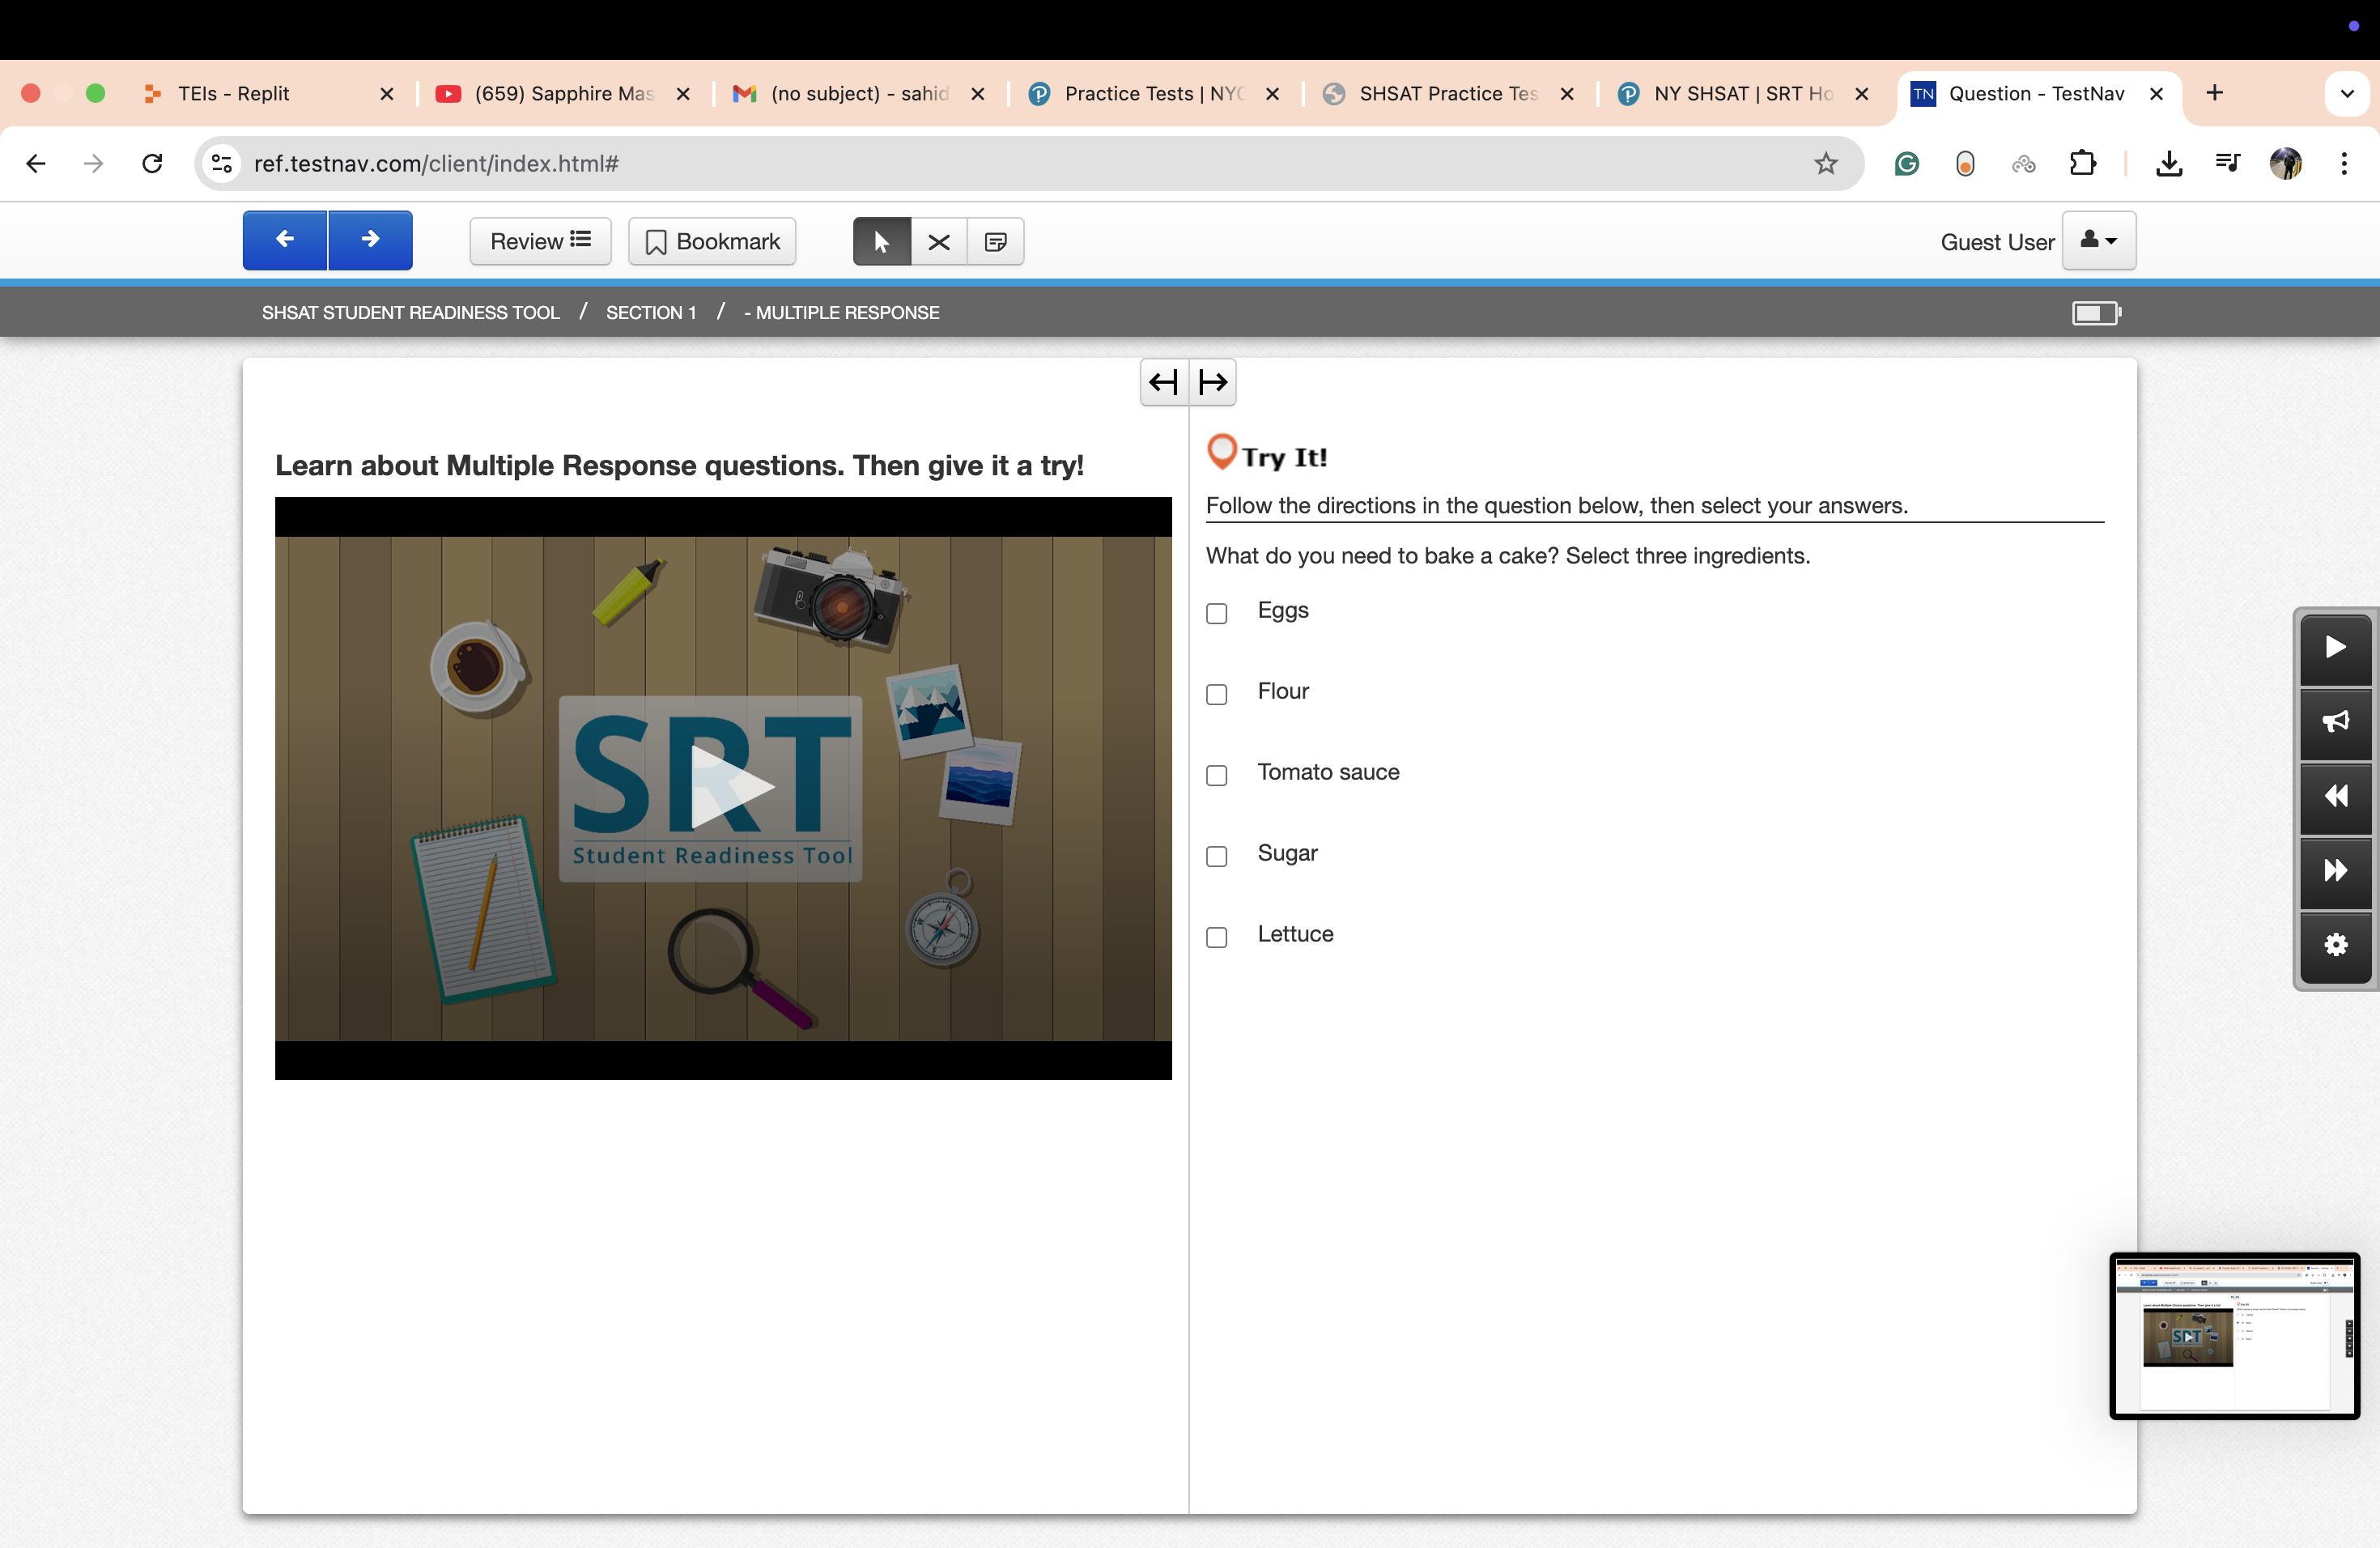 TEIs - Replit
(659) Sapphire Mas
(no subject) - sahid
Practice Tests | NYC
SHSAT Practice Tes
NY SHSAT | SRT Ho
TN Question - TestNav
ref.testnav.com/client/index.html#
Review
Bookmark
Guest User
SHSAT STUDENT READINESS TOOL / SECTION 1 / - MULTIPLE RESPONSE
Learn about Multiple Response questions. Then give it a try!
SRT
Student Readiness Tool
Try It!
Follow the directions in the question below, then select your answers.
What do you need to bake a cake? Select three ingredients.
Eggs
Flour
Tomato sauce
Sugar
Lettuce
SRT